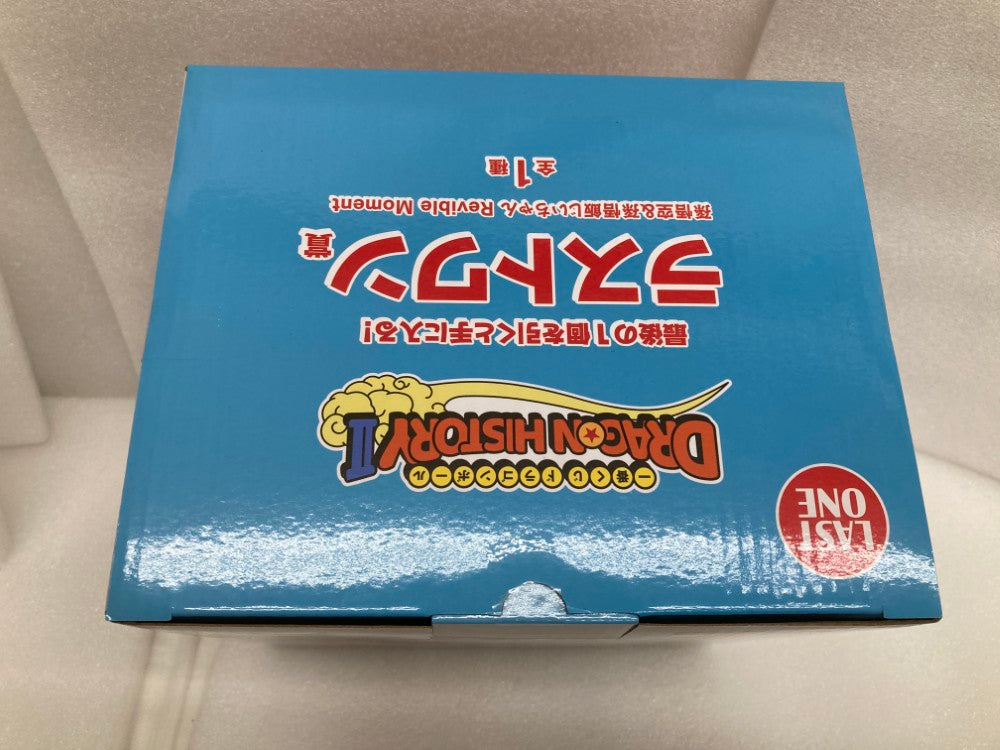 LAST
ONE
一番くじ ドラゴンボール
DRAGON HISTORY II
最後の1個を引くと手に入る!
ラストワン賞
孫悟空&孫悟飯じいちゃん Revible Moment
全1種